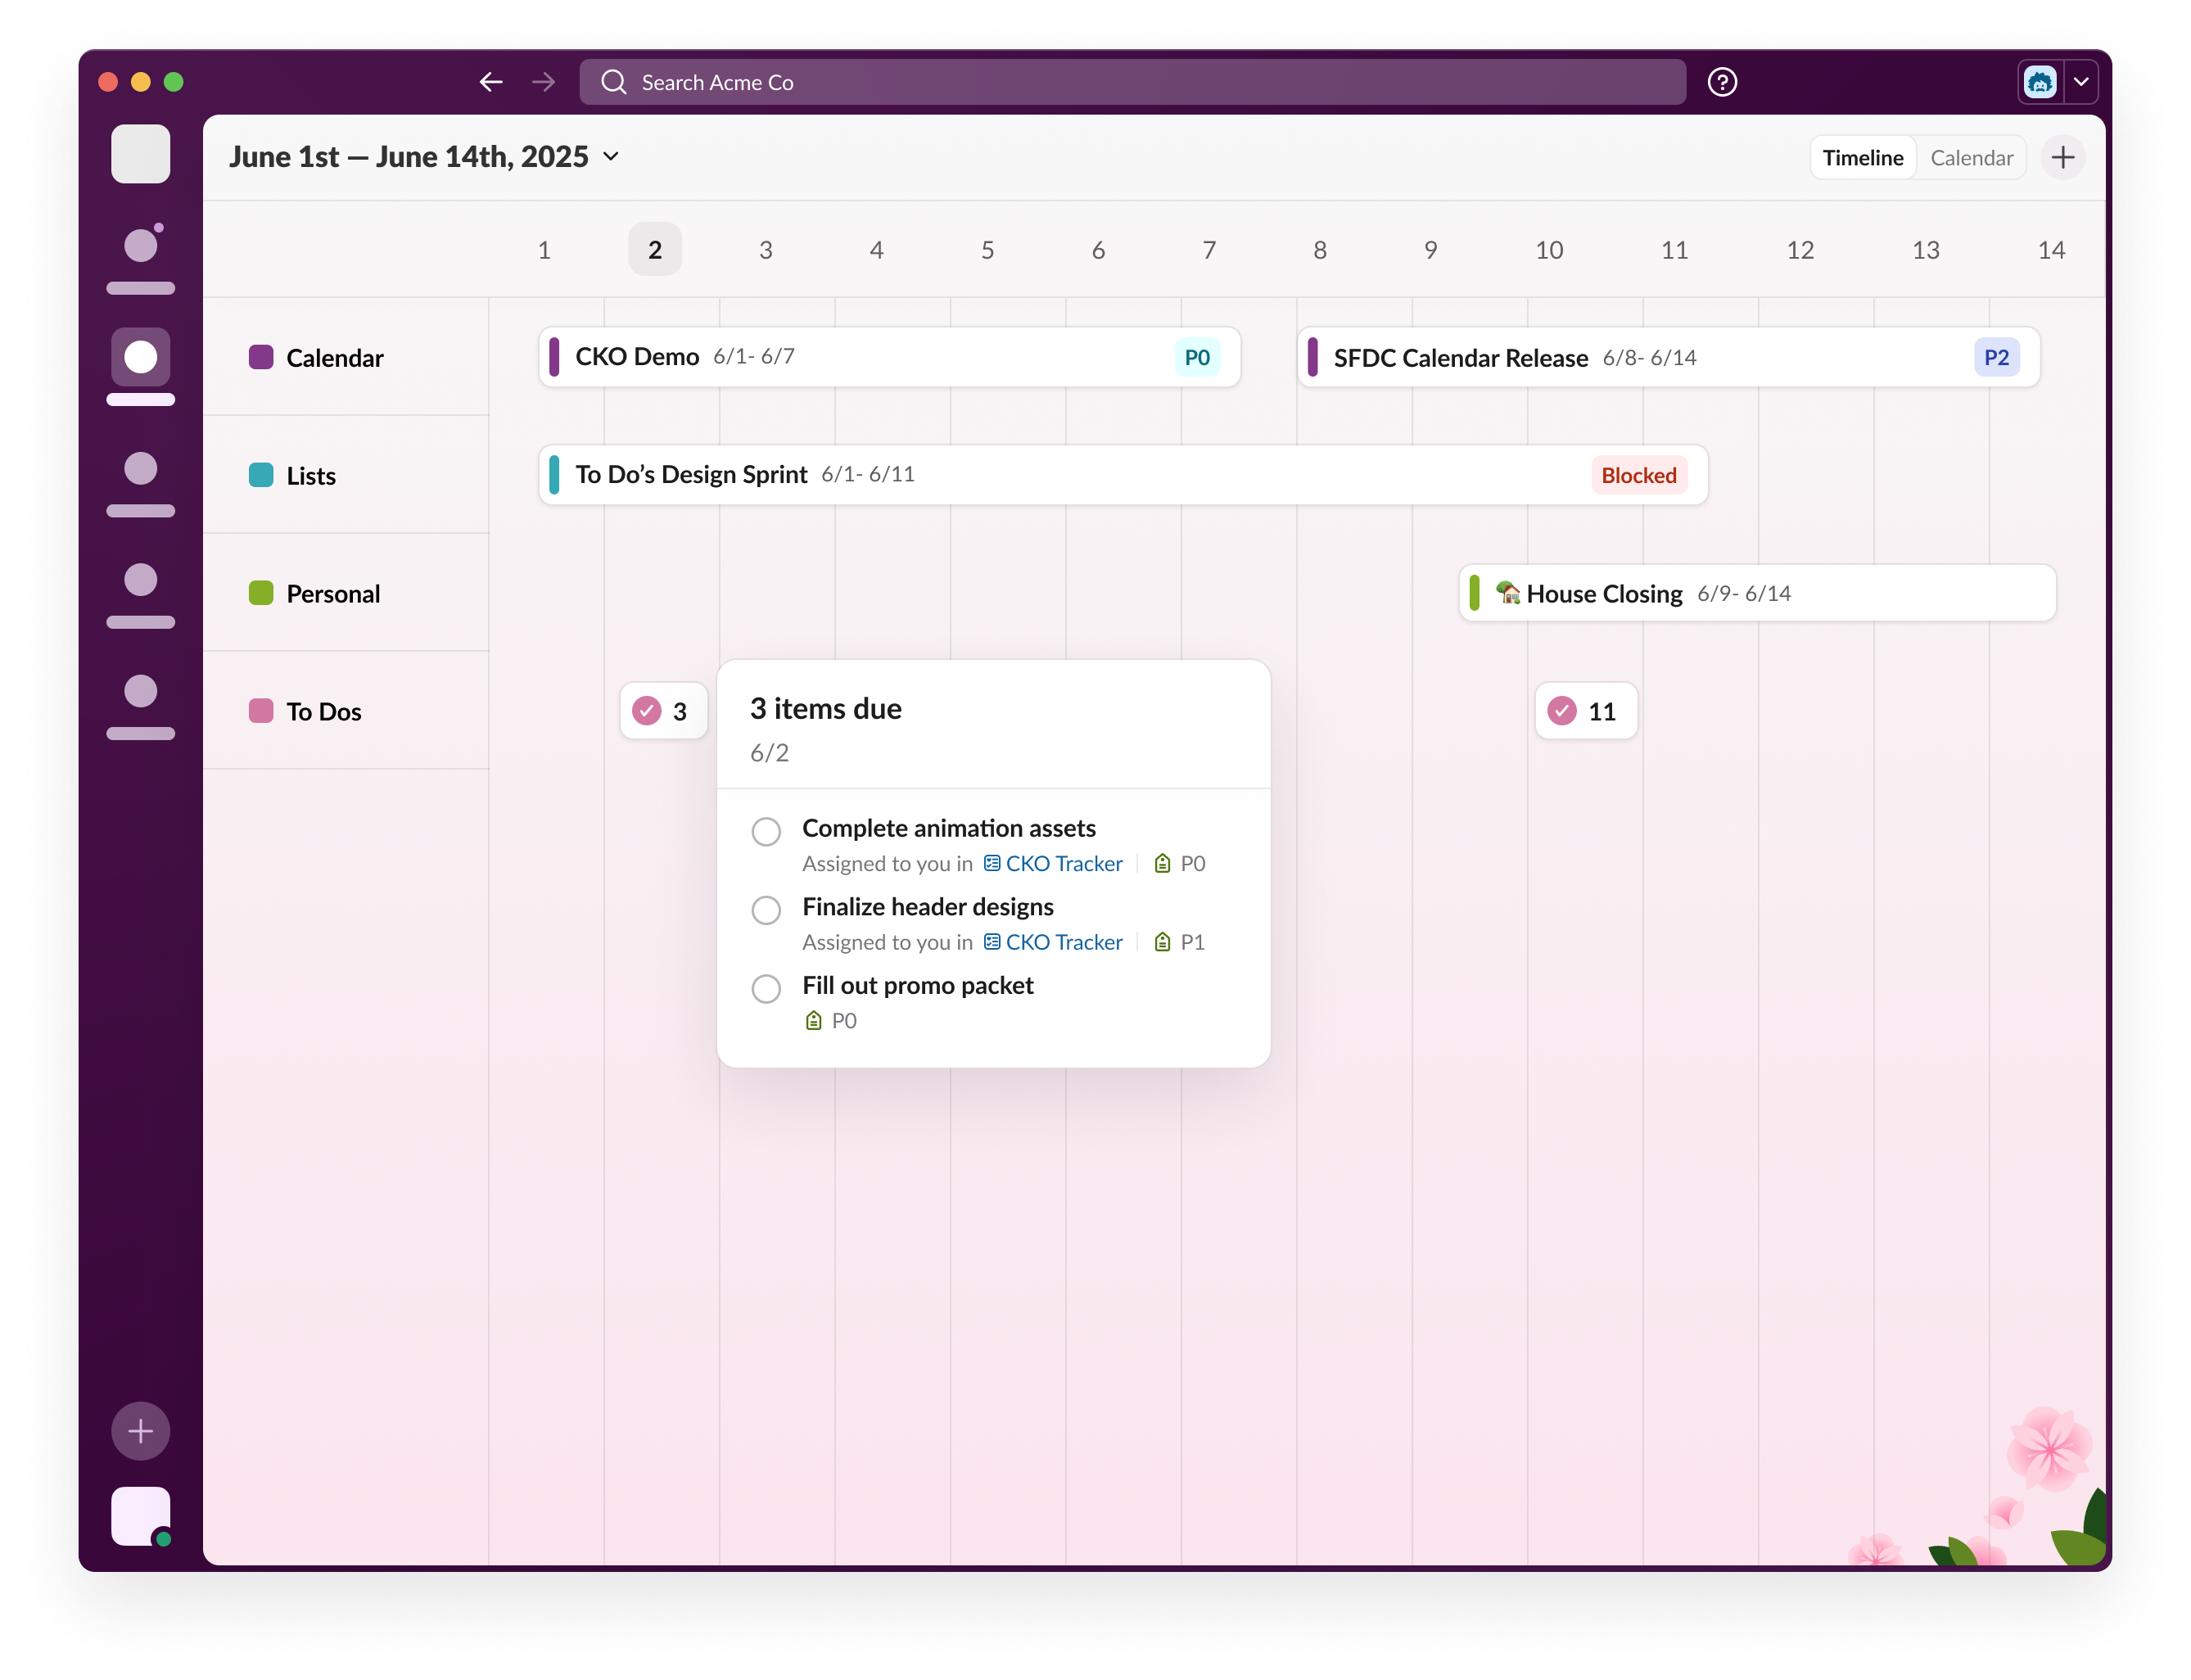 Search Acme Co
June 1st — June 14th, 2025
Timeline Calendar
1 2 3 4 5 6 7 8 9 10 11 12 13 14
Calendar
CKO Demo 6/1- 6/7 P0
SFDC Calendar Release 6/8- 6/14 P2
Lists
To Do’s Design Sprint 6/1- 6/11 Blocked
Personal
House Closing 6/9- 6/14
To Dos
3
11
3 items due
6/2
Complete animation assets
Assigned to you in CKO Tracker P0
Finalize header designs
Assigned to you in CKO Tracker P1
Fill out promo packet
P0